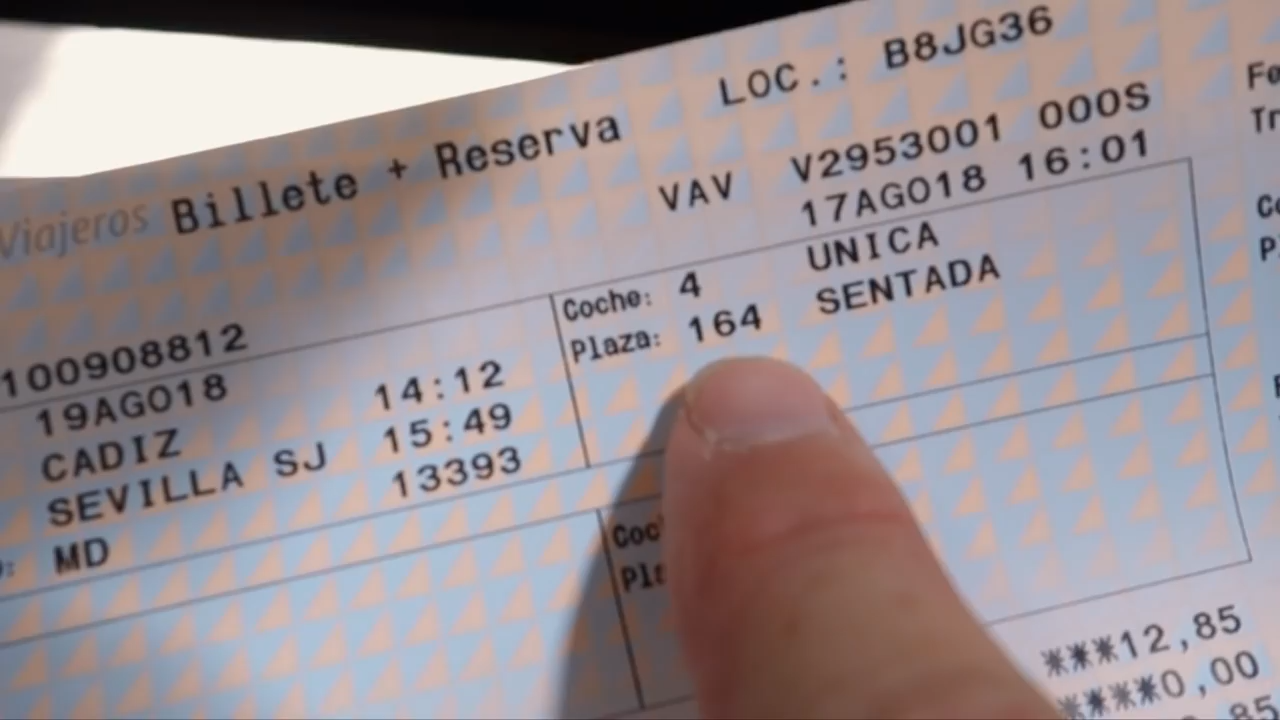 LOC.: B8JG36
Viajeros Billete + Reserva
VAV V2953001 000S
17AGO18 16:01
100908812
Coche: 4 UNICA
Plaza: 164 SENTADA
19AGO18
CADIZ 14:12
SEVILLA SJ 15:49
13393
MD
***12,85
****0,00